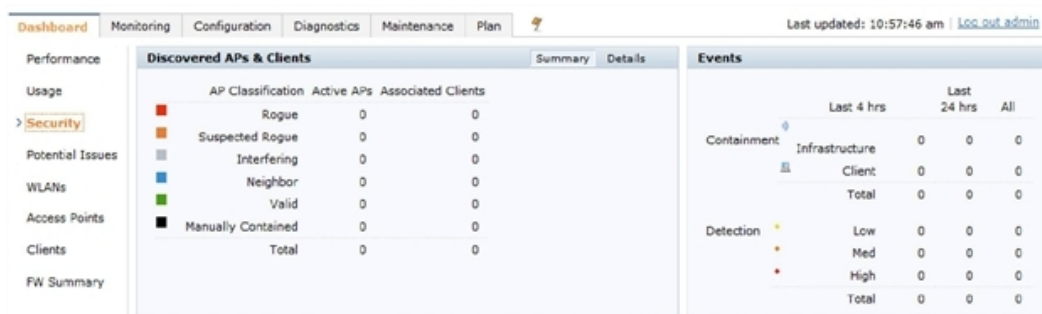 Dashboard Monitoring Configuration Diagnostics Maintenance Plan
Last updated: 10:57:46 am | Log out admin
Performance
Usage
> Security
Potential Issues
WLANs
Access Points
Clients
FW Summary
Discovered APs & Clients Summary Details
AP Classification Active APs Associated Clients
Rogue 0 0
Suspected Rogue 0 0
Interfering 0 0
Neighbor 0 0
Valid 0 0
Manually Contained 0 0
Total 0 0
Events
Last 4 hrs Last 24 hrs All
Containment
Infrastructure 0 0 0
Client 0 0 0
Total 0 0 0
Detection Low 0 0 0
Med 0 0 0
High 0 0 0
Total 0 0 0